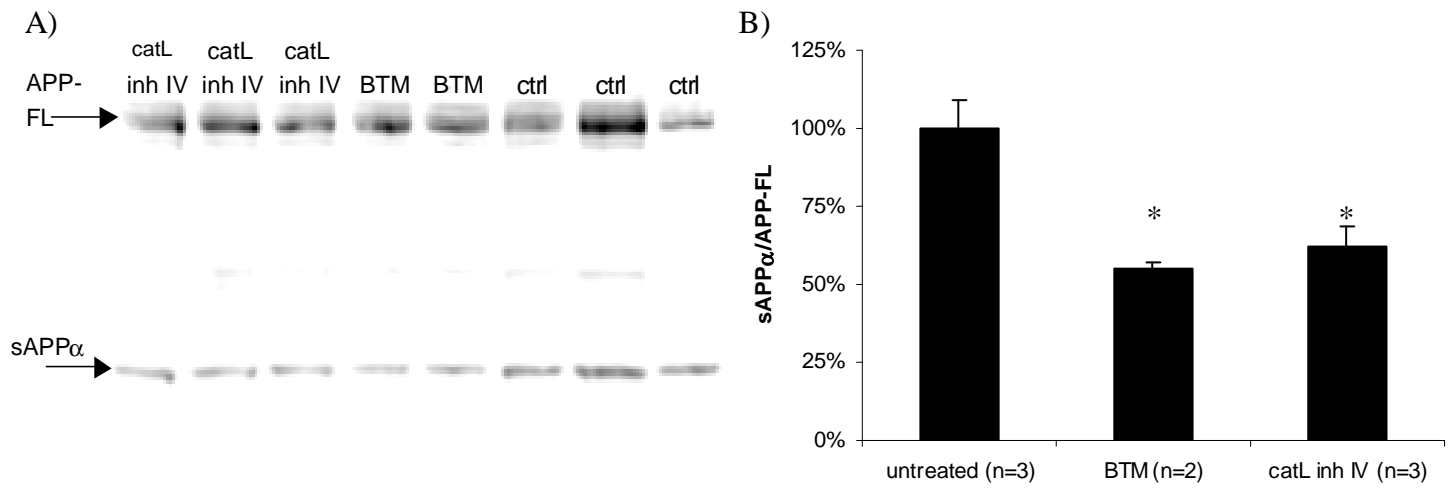 A)
catL catL catL
APP- inh IV inh IV inh IV BTM BTM ctrl ctrl ctrl
FL
sAPPα
B)
125%
100%
75%
50%
25%
0%
sAPPα/APP-FL
* *
untreated (n=3) BTM (n=2) catL inh IV (n=3)